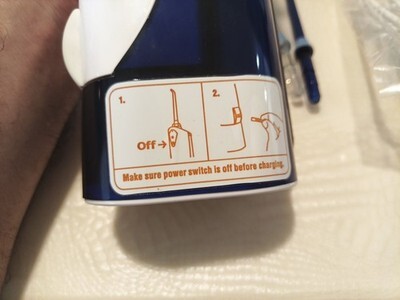 1.
2.
Off→
Make sure power switch is off before charging.